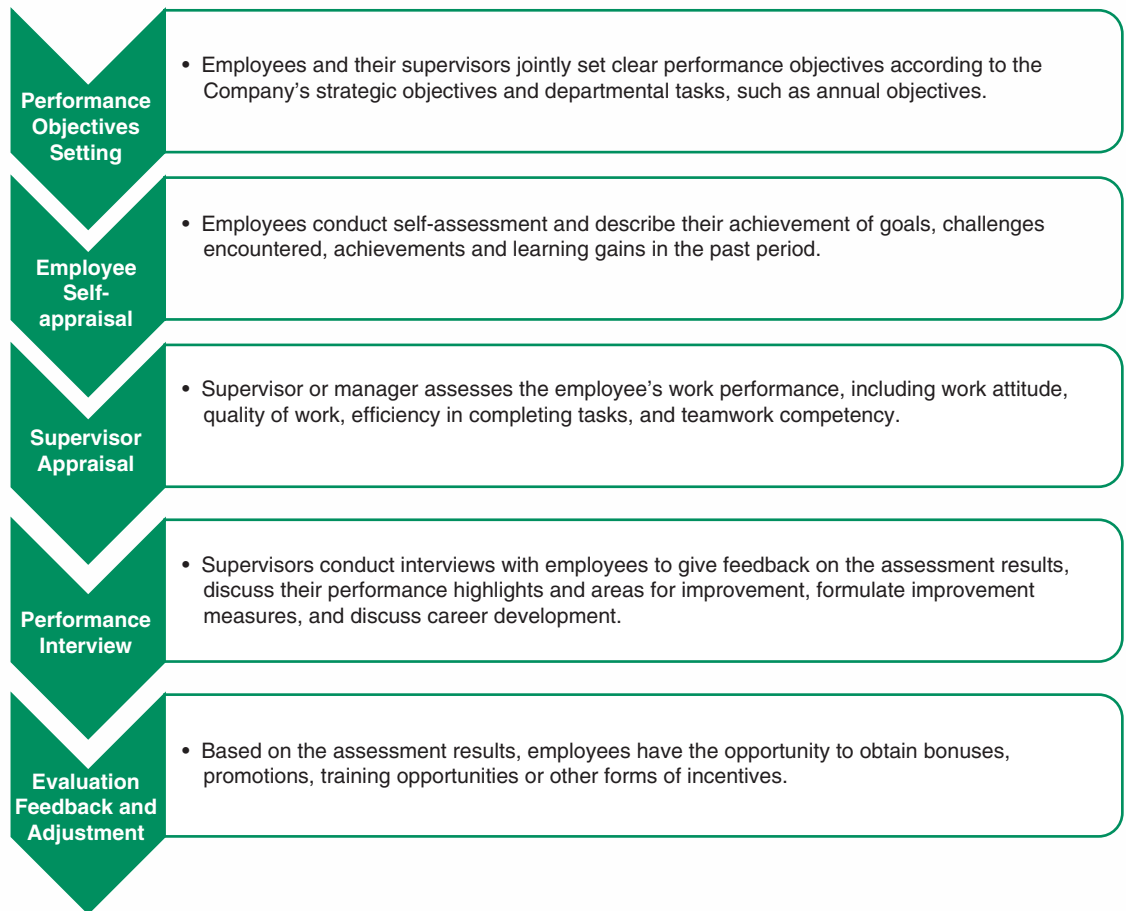 Performance
Objectives
Setting
• Employees and their supervisors jointly set clear performance objectives according to the
Company’s strategic objectives and departmental tasks, such as annual objectives.
Employee
Self-
appraisal
• Employees conduct self-assessment and describe their achievement of goals, challenges
encountered, achievements and learning gains in the past period.
Supervisor
Appraisal
• Supervisor or manager assesses the employee’s work performance, including work attitude,
quality of work, efficiency in completing tasks, and teamwork competency.
Performance
Interview
• Supervisors conduct interviews with employees to give feedback on the assessment results,
discuss their performance highlights and areas for improvement, formulate improvement
measures, and discuss career development.
Evaluation
Feedback and
Adjustment
• Based on the assessment results, employees have the opportunity to obtain bonuses,
promotions, training opportunities or other forms of incentives.